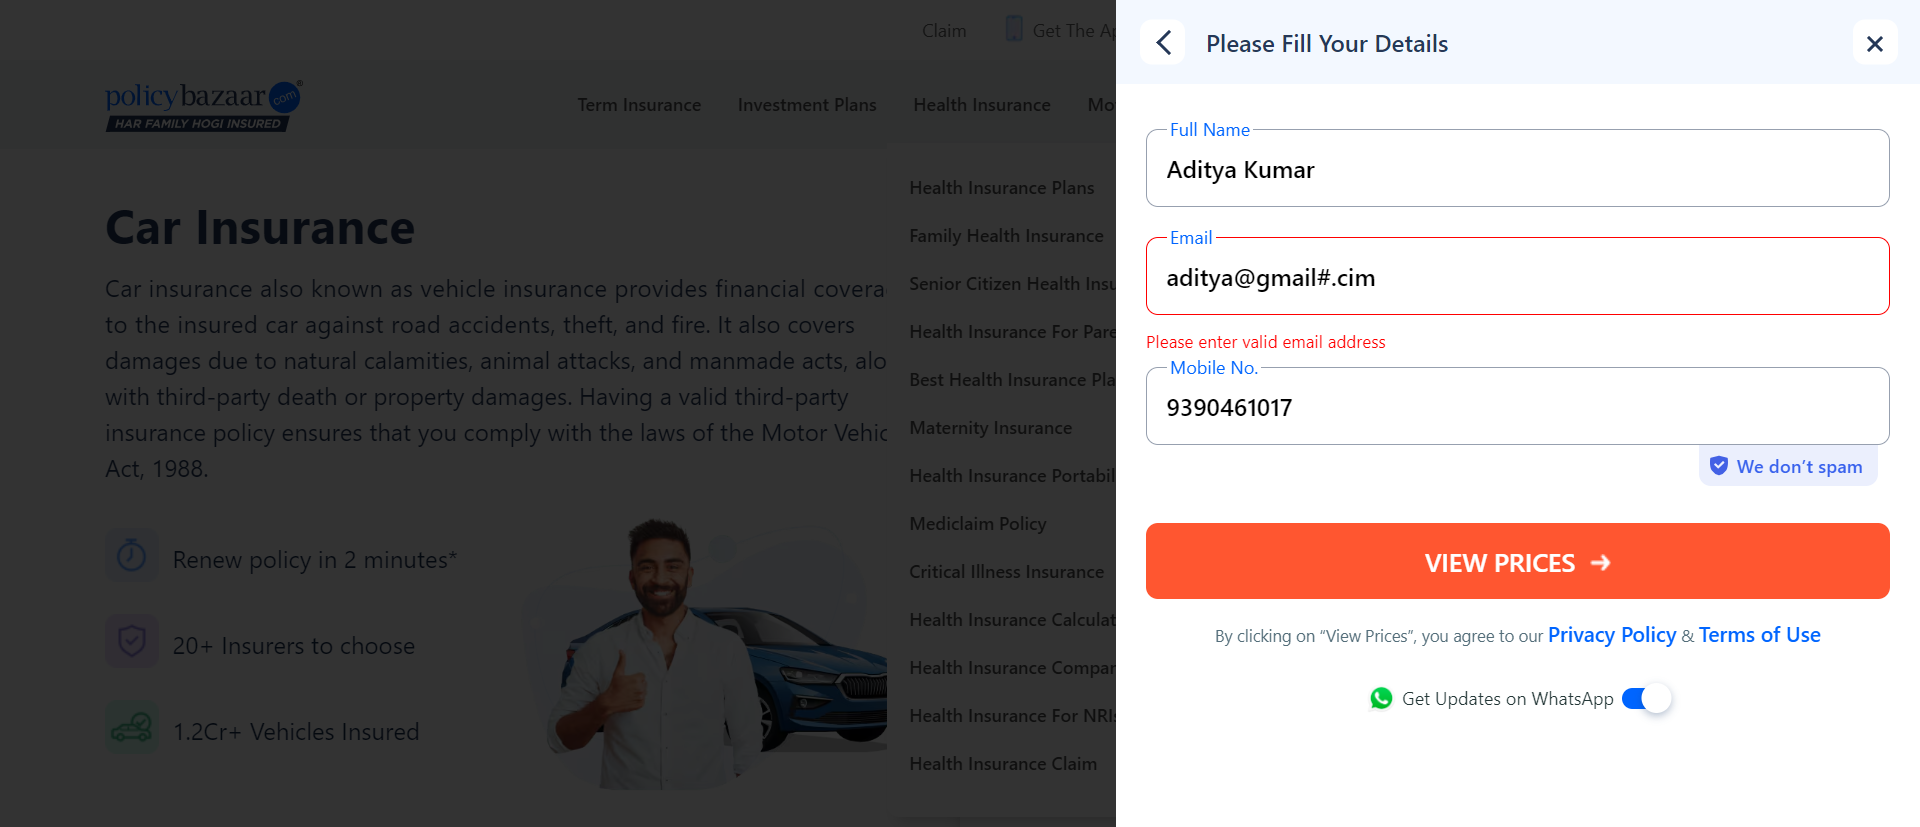 Claim
Get The Ap
policybazaar.com®
HAR FAMILY HOGI INSURED
Term Insurance
Investment Plans
Health Insurance
Mo
Car Insurance
Car insurance also known as vehicle insurance provides financial covera
to the insured car against road accidents, theft, and fire. It also covers
damages due to natural calamities, animal attacks, and manmade acts, alo
with third-party death or property damages. Having a valid third-party
insurance policy ensures that you comply with the laws of the Motor Vehic
Act, 1988.
Renew policy in 2 minutes*
20+ Insurers to choose
1.2Cr+ Vehicles Insured
Health Insurance Plans
Family Health Insurance
Senior Citizen Health Insu
Health Insurance For Pare
Best Health Insurance Pla
Maternity Insurance
Health Insurance Portabil
Mediclaim Policy
Critical Illness Insurance
Health Insurance Calculat
Health Insurance Compar
Health Insurance For NRIs
Health Insurance Claim
Please Fill Your Details
Full Name
Aditya Kumar
Email
aditya@gmail#.cim
Please enter valid email address
Mobile No.
9390461017
We don’t spam
VIEW PRICES
By clicking on “View Prices”, you agree to our Privacy Policy & Terms of Use
Get Updates on WhatsApp